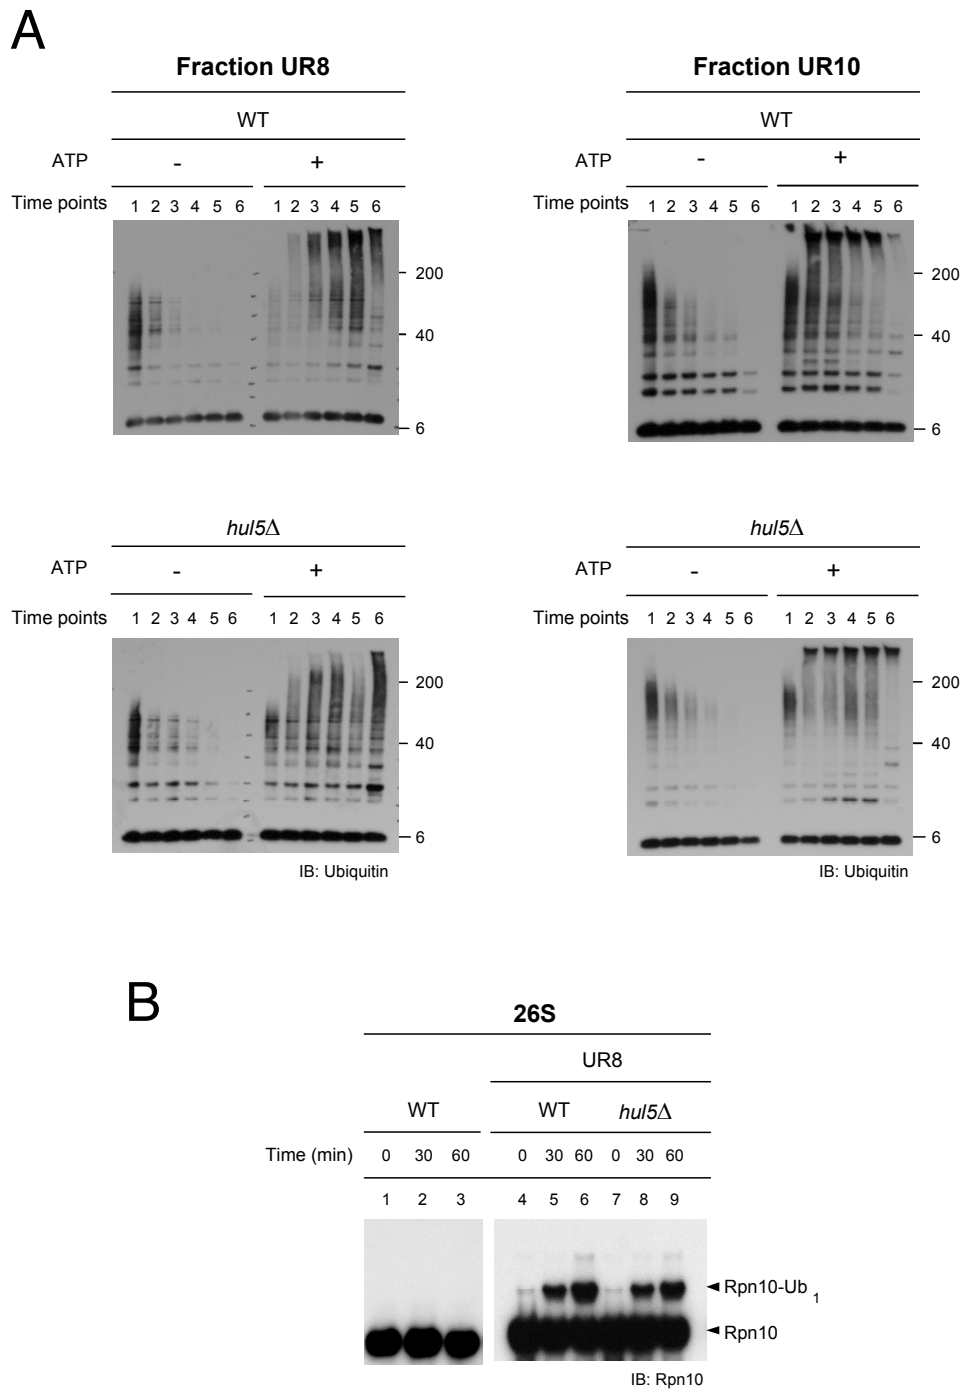 A
Fraction UR8
WT
ATP - +
Time points 1 2 3 4 5 6 1 2 3 4 5 6
200
40
6
Fraction UR10
WT
ATP - +
Time points 1 2 3 4 5 6 1 2 3 4 5 6
200
40
6
hul5Δ
ATP - +
Time points 1 2 3 4 5 6 1 2 3 4 5 6
200
40
6
IB: Ubiquitin
hul5Δ
ATP - +
Time points 1 2 3 4 5 6 1 2 3 4 5 6
200
40
6
IB: Ubiquitin
B
26S
UR8
WT WT hul5Δ
Time (min) 0 30 60 0 30 60 0 30 60
1 2 3 4 5 6 7 8 9
Rpn10-Ub 1
Rpn10
IB: Rpn10